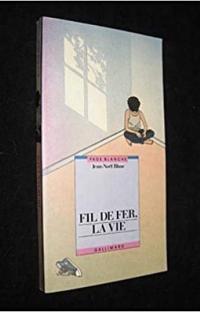 PAGE BLANCHE
Jean-Noël Blanc
FIL DE FER,
LA VIE
GALLIMARD